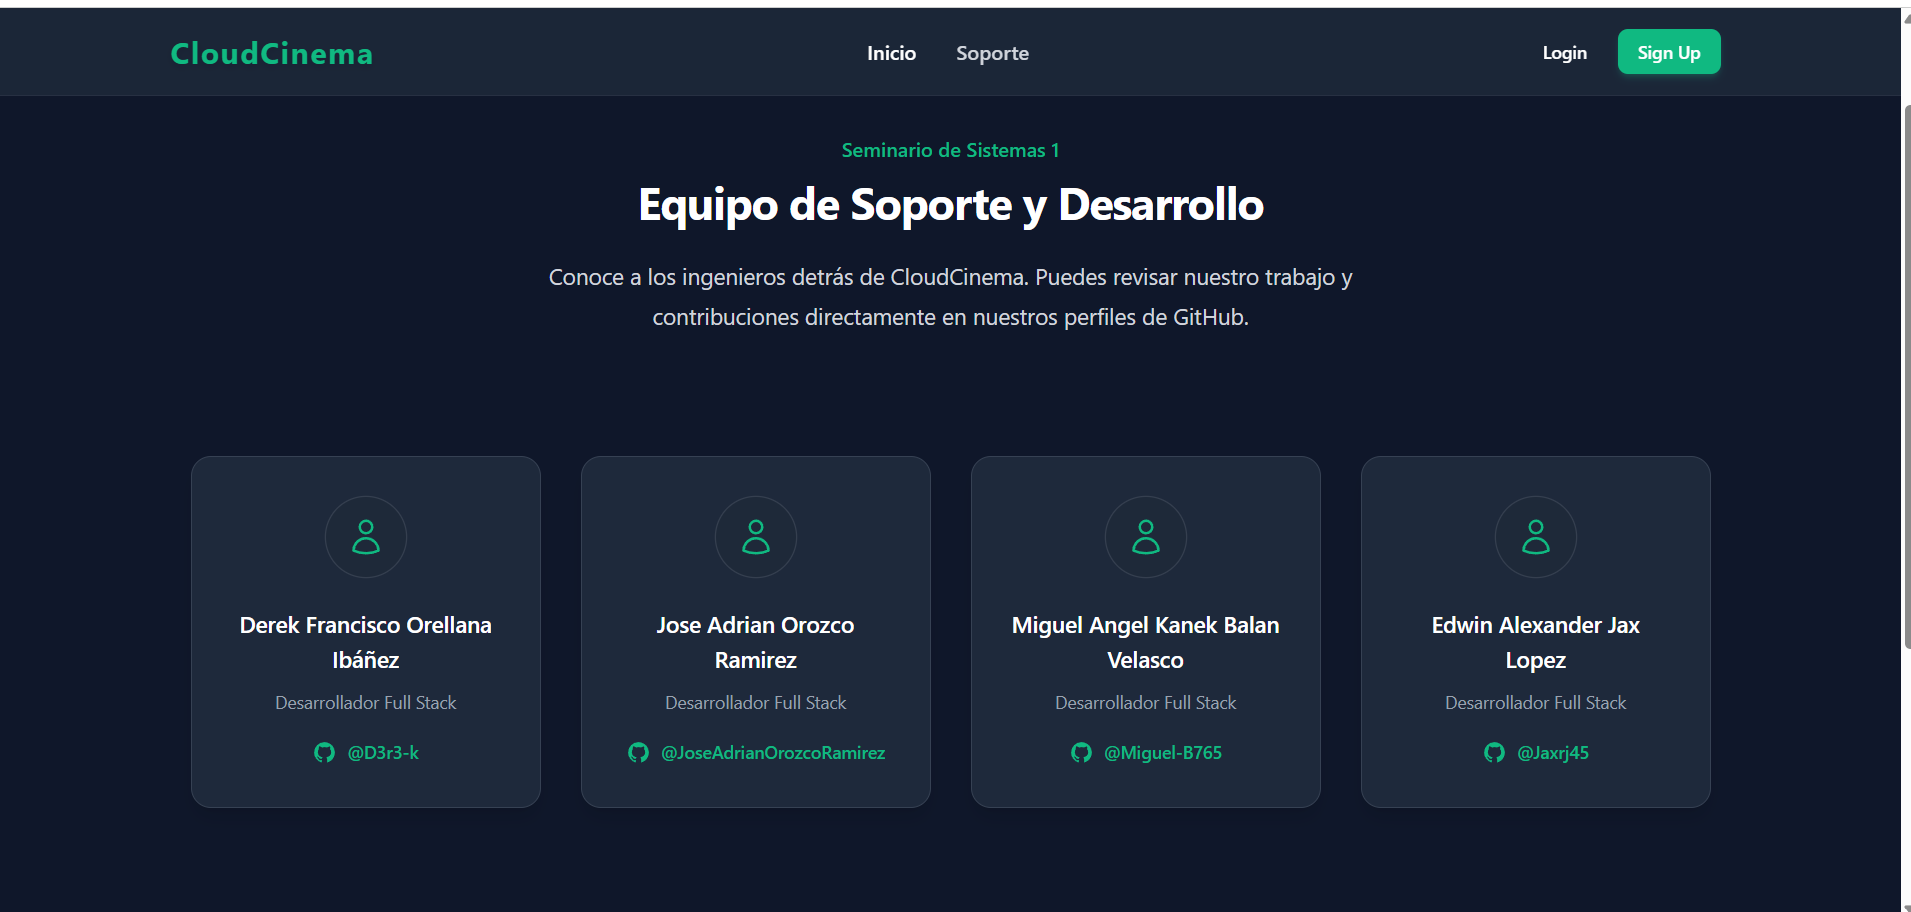 CloudCinema
Inicio
Soporte
Login
Sign Up
Seminario de Sistemas 1
Equipo de Soporte y Desarrollo
Conoce a los ingenieros detrás de CloudCinema. Puedes revisar nuestro trabajo y
contribuciones directamente en nuestros perfiles de GitHub.
Derek Francisco Orellana
Ibáñez
Desarrollador Full Stack
@D3r3-k
Jose Adrian Orozco
Ramirez
Desarrollador Full Stack
@JoseAdrianOrozcoRamirez
Miguel Angel Kanek Balan
Velasco
Desarrollador Full Stack
@Miguel-B765
Edwin Alexander Jax
Lopez
Desarrollador Full Stack
@Jaxrj45